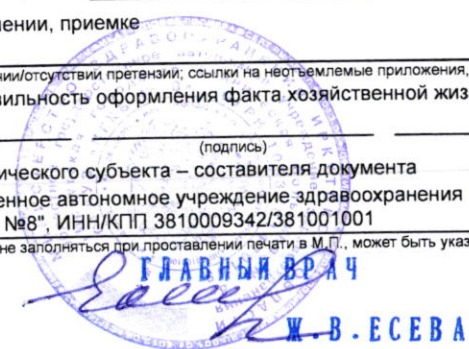 ении, приемке
чии/отсутствии претензий; ссылки на неотъемлемые приложения,
вильность оформления факта хозяйственной жиз
(подпись)
ического субъекта – составителя документа
енное автономное учреждение здравоохранения
№8", ИНН/КПП 3810009342/381001001
не заполняться при проставлении печати в М.П., может быть указ
ГЛАВНЫЙ ВРАЧ
Ж.В.ЕСЕВА